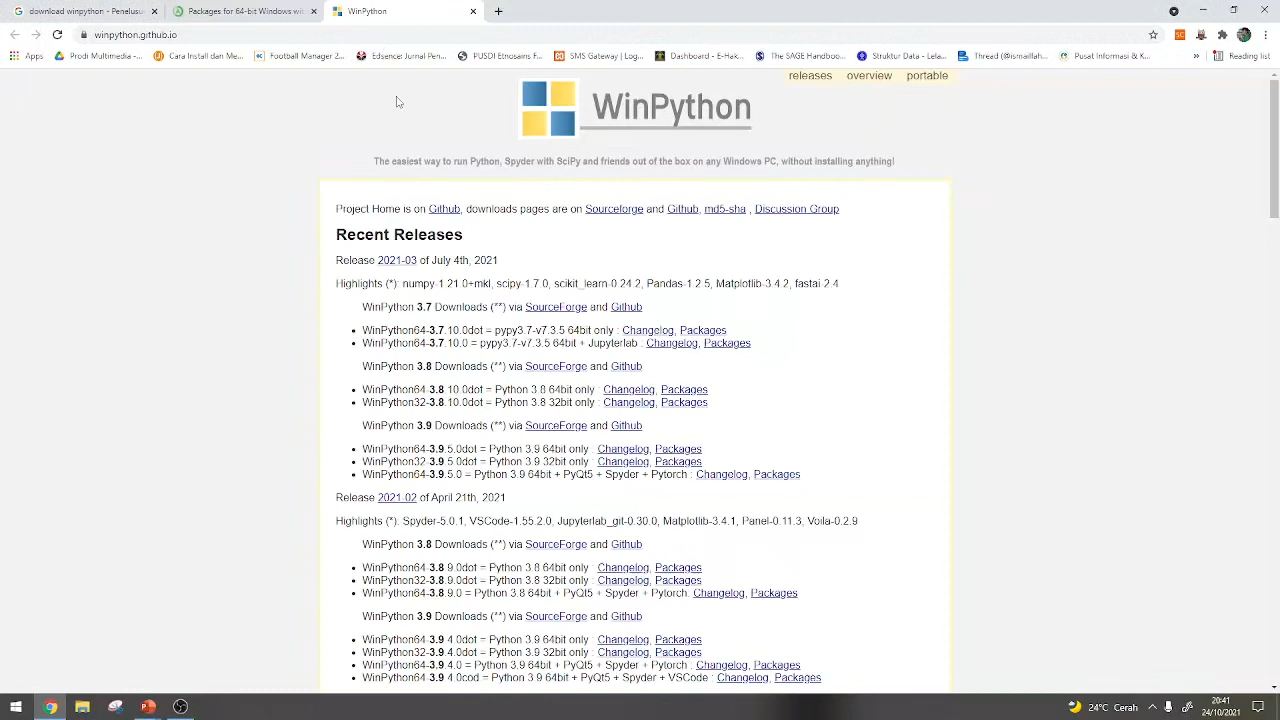 download winpython - Penelusu
Packages for 64-bit Windows wit
WinPython
winpython.github.io
SC
Apps
Prodi Multimedia -...
Cara Install dan Me...
Football Manager 2...
Edsence Jurnal Pen...
PUSDI Etnosains F...
SMS Gateway | Log...
Dashboard - E-Hak...
The SAGE Handboo...
Struktur Data - Lela...
Thread (@ismailfah...
Pusat Informasi & K...
»
Reading list
releases overview portable
WinPython
The easiest way to run Python, Spyder with SciPy and friends out of the box on any Windows PC, without installing anything!
Project Home is on Github, downloads pages are on Sourceforge and Github, md5-sha , Discussion Group
Recent Releases
Release 2021-03 of July 4th, 2021
Highlights (*): numpy-1.21.0+mkl, scipy-1.7.0, scikit_learn-0.24.2, Pandas-1.2.5, Matplotlib-3.4.2, fastai-2.4
WinPython 3.7 Downloads (**) via SourceForge and Github
• WinPython64-3.7.10.0dot = pypy3.7-v7.3.5 64bit only : Changelog, Packages
• WinPython64-3.7.10.0 = pypy3.7-v7.3.5 64bit + Jupyterlab : Changelog, Packages
WinPython 3.8 Downloads (**) via SourceForge and Github
• WinPython64-3.8.10.0dot = Python 3.8 64bit only : Changelog, Packages
• WinPython32-3.8.10.0dot = Python 3.8 32bit only : Changelog, Packages
WinPython 3.9 Downloads (**) via SourceForge and Github
• WinPython64-3.9.5.0dot = Python 3.9 64bit only : Changelog, Packages
• WinPython32-3.9.5.0dot = Python 3.9 32bit only : Changelog, Packages
• WinPython64-3.9.5.0 = Python 3.9 64bit + PyQt5 + Spyder + Pytorch : Changelog, Packages
Release 2021-02 of April 21th, 2021
Highlights (*): Spyder-5.0.1, VSCode-1.55.2.0, Jupyterlab_git-0.30.0, Matplotlib-3.4.1, Panel-0.11.3, Voila-0.2.9
WinPython 3.8 Downloads (**) via SourceForge and Github
• WinPython64-3.8.9.0dot = Python 3.8 64bit only : Changelog, Packages
• WinPython32-3.8.9.0dot = Python 3.8 32bit only : Changelog, Packages
• WinPython64-3.8.9.0 = Python 3.8 64bit + PyQt5 + Spyder + Pytorch: Changelog, Packages
WinPython 3.9 Downloads (**) via SourceForge and Github
• WinPython64-3.9.4.0dot = Python 3.9 64bit only : Changelog, Packages
• WinPython32-3.9.4.0dot = Python 3.9 32bit only : Changelog, Packages
• WinPython64-3.9.4.0 = Python 3.9 64bit + PyQt5 + Spyder + Pytorch : Changelog, Packages
• WinPython64-3.9.4.0cod = Python 3.9 64bit + PyQt5 + Spyder + VSCode : Changelog, Packages
24°C Cerah
20:41
24/10/2021